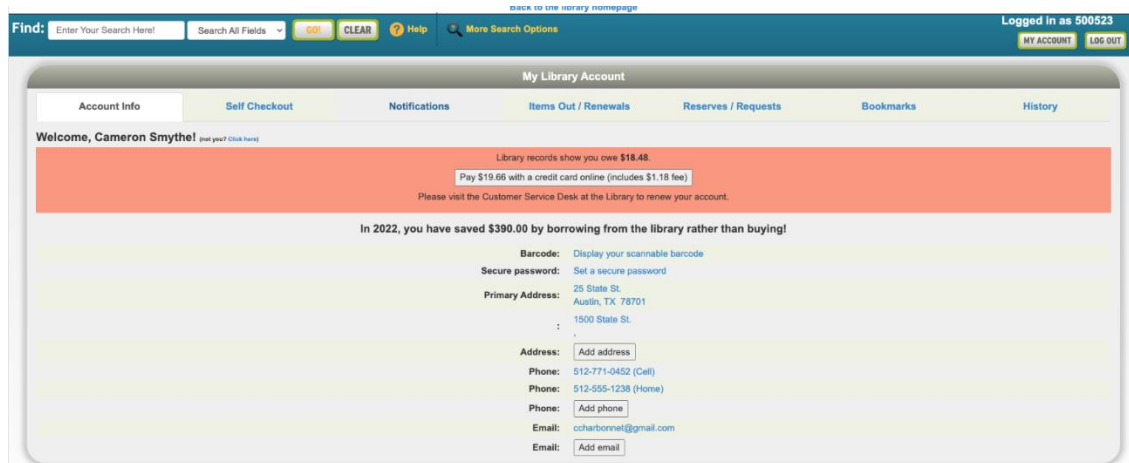 Back to the library homepage
Find: Enter Your Search Here! Search All Fields GO! CLEAR ? Help More Search Options
Logged in as 500523
MY ACCOUNT LOG OUT
My Library Account
Account Info Self Checkout Notifications Items Out / Renewals Reserves / Requests Bookmarks History
Welcome, Cameron Smythe! (not you? Click here)
Library records show you owe $18.48.
Pay $19.66 with a credit card online (includes $1.18 fee)
Please visit the Customer Service Desk at the Library to renew your account.
In 2022, you have saved $390.00 by borrowing from the library rather than buying!
Barcode: Display your scannable barcode
Secure password: Set a secure password
Primary Address: 25 State St.
Austin, TX 78701
: 1500 State St.
,
Address: Add address
Phone: 512-771-0452 (Cell)
Phone: 512-555-1238 (Home)
Phone: Add phone
Email: ccharbonnet@gmail.com
Email: Add email